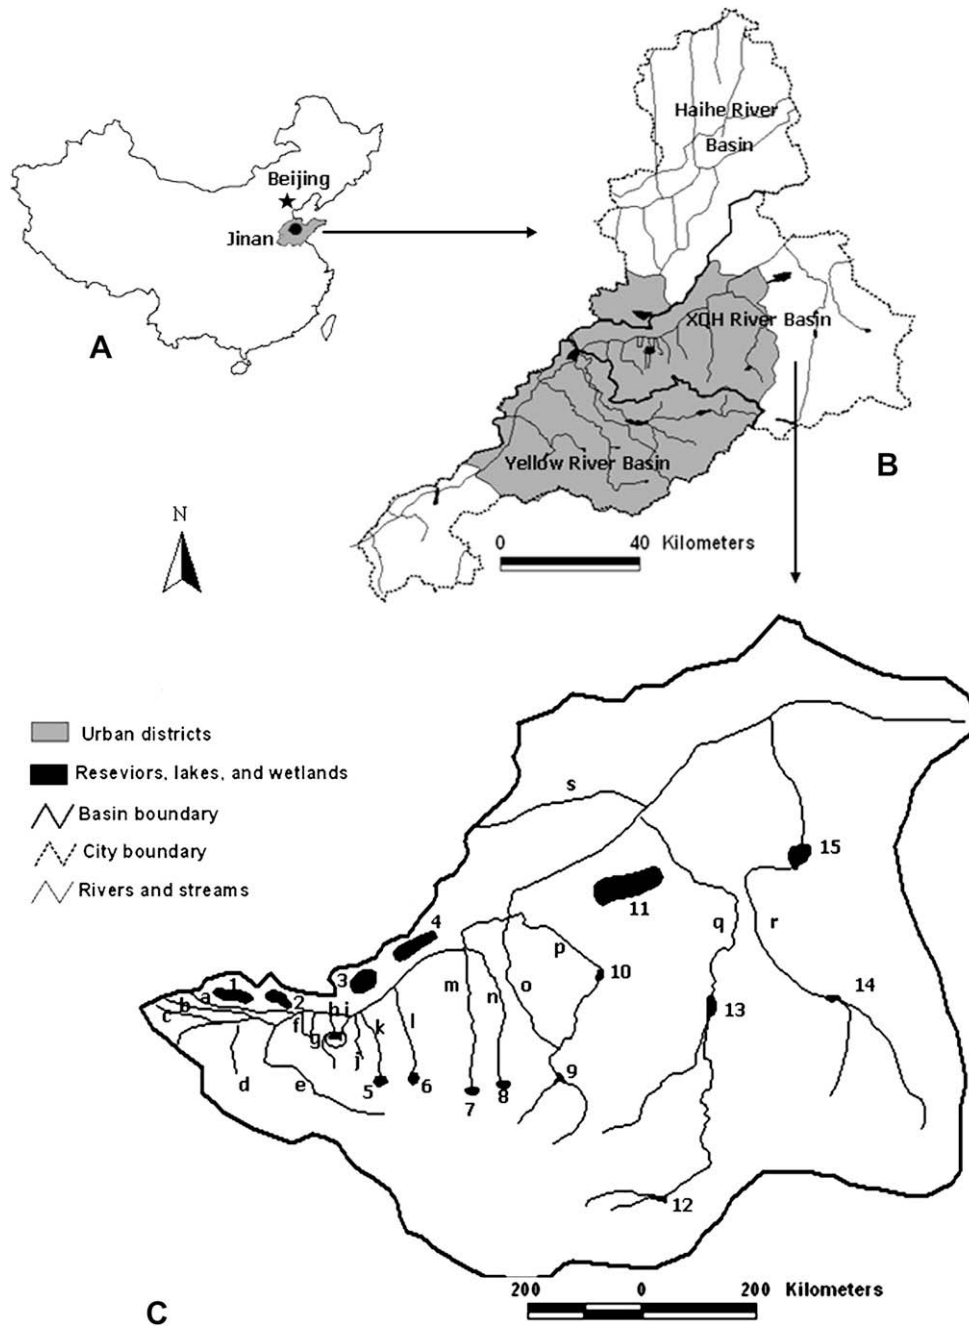 Beijing
Jinan
A
Haihe River
Basin
XQH River Basin
Yellow River Basin
B
N
0 40 Kilometers
Urban districts
Reseviors, lakes, and wetlands
Basin boundary
City boundary
Rivers and streams
s
15
11
q
r
4
p
10
14
3
m
n
o
13
1
2
a
b
c
h
i
f
g
j
k
l
d
e
5
6
7
8
9
12
200 0 200 Kilometers
C